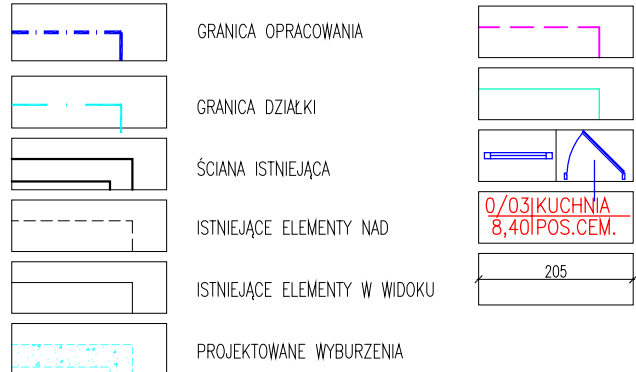 GRANICA OPRACOWANIA
GRANICA DZIAŁKI
ŚCIANA ISTNIEJĄCA
ISTNIEJĄCE ELEMENTY NAD
ISTNIEJĄCE ELEMENTY W WIDOKU
PROJEKTOWANE WYBURZENIA
0/03 KUCHNIA
8,40 POS.CEM.
205